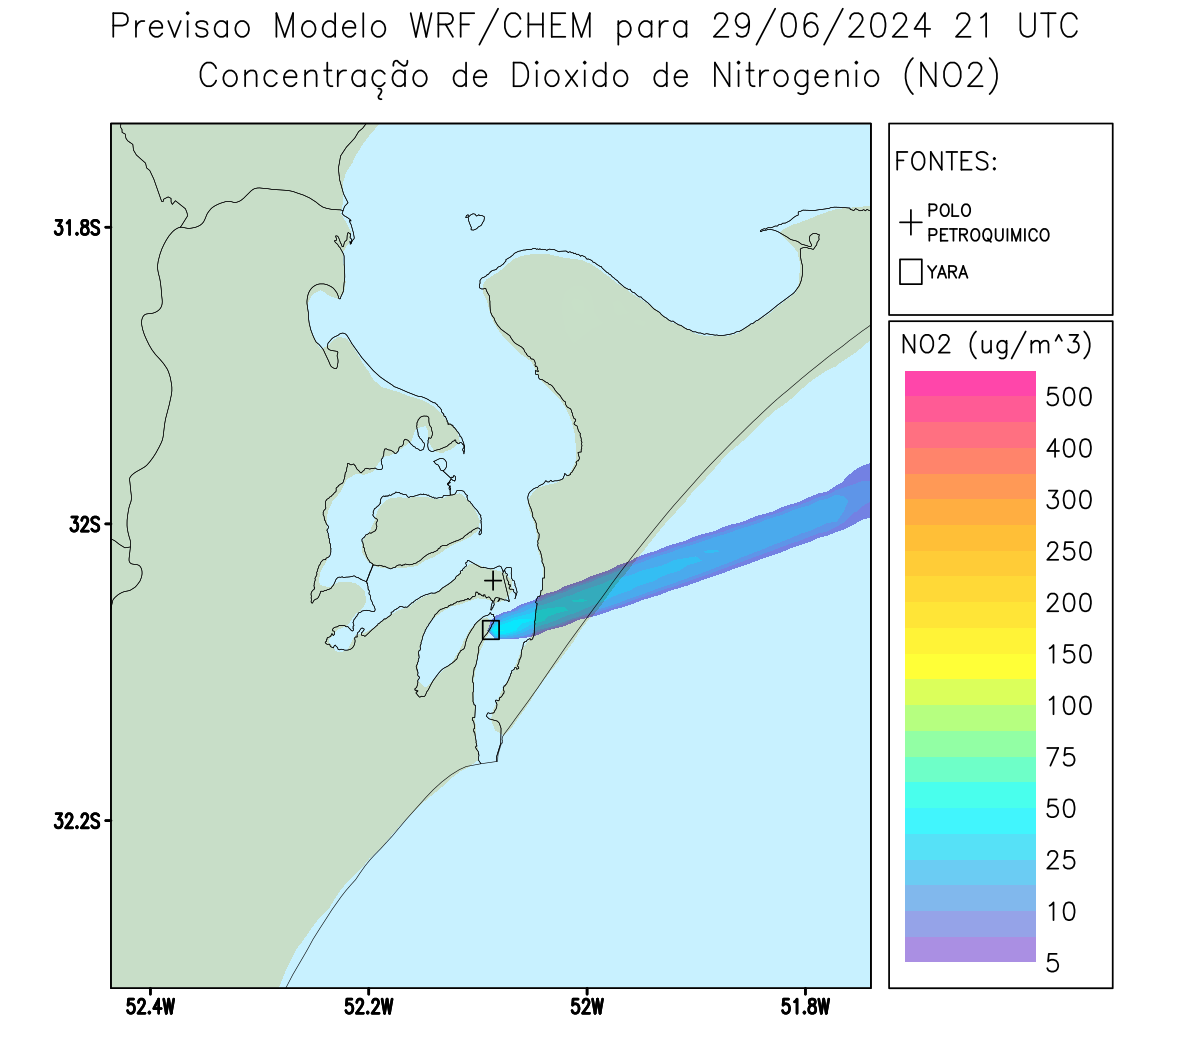 Previsao Modelo WRF/CHEM para 29/06/2024 21 UTC
Concentração de Dioxido de Nitrogenio (NO2)
FONTES:
POLO
PETROQUIMICO
YARA
31.8S
32S
32.2S
52.4W
52.2W
52W
51.8W
NO2 (ug/m^3)
500
400
300
250
200
150
100
75
50
25
10
5